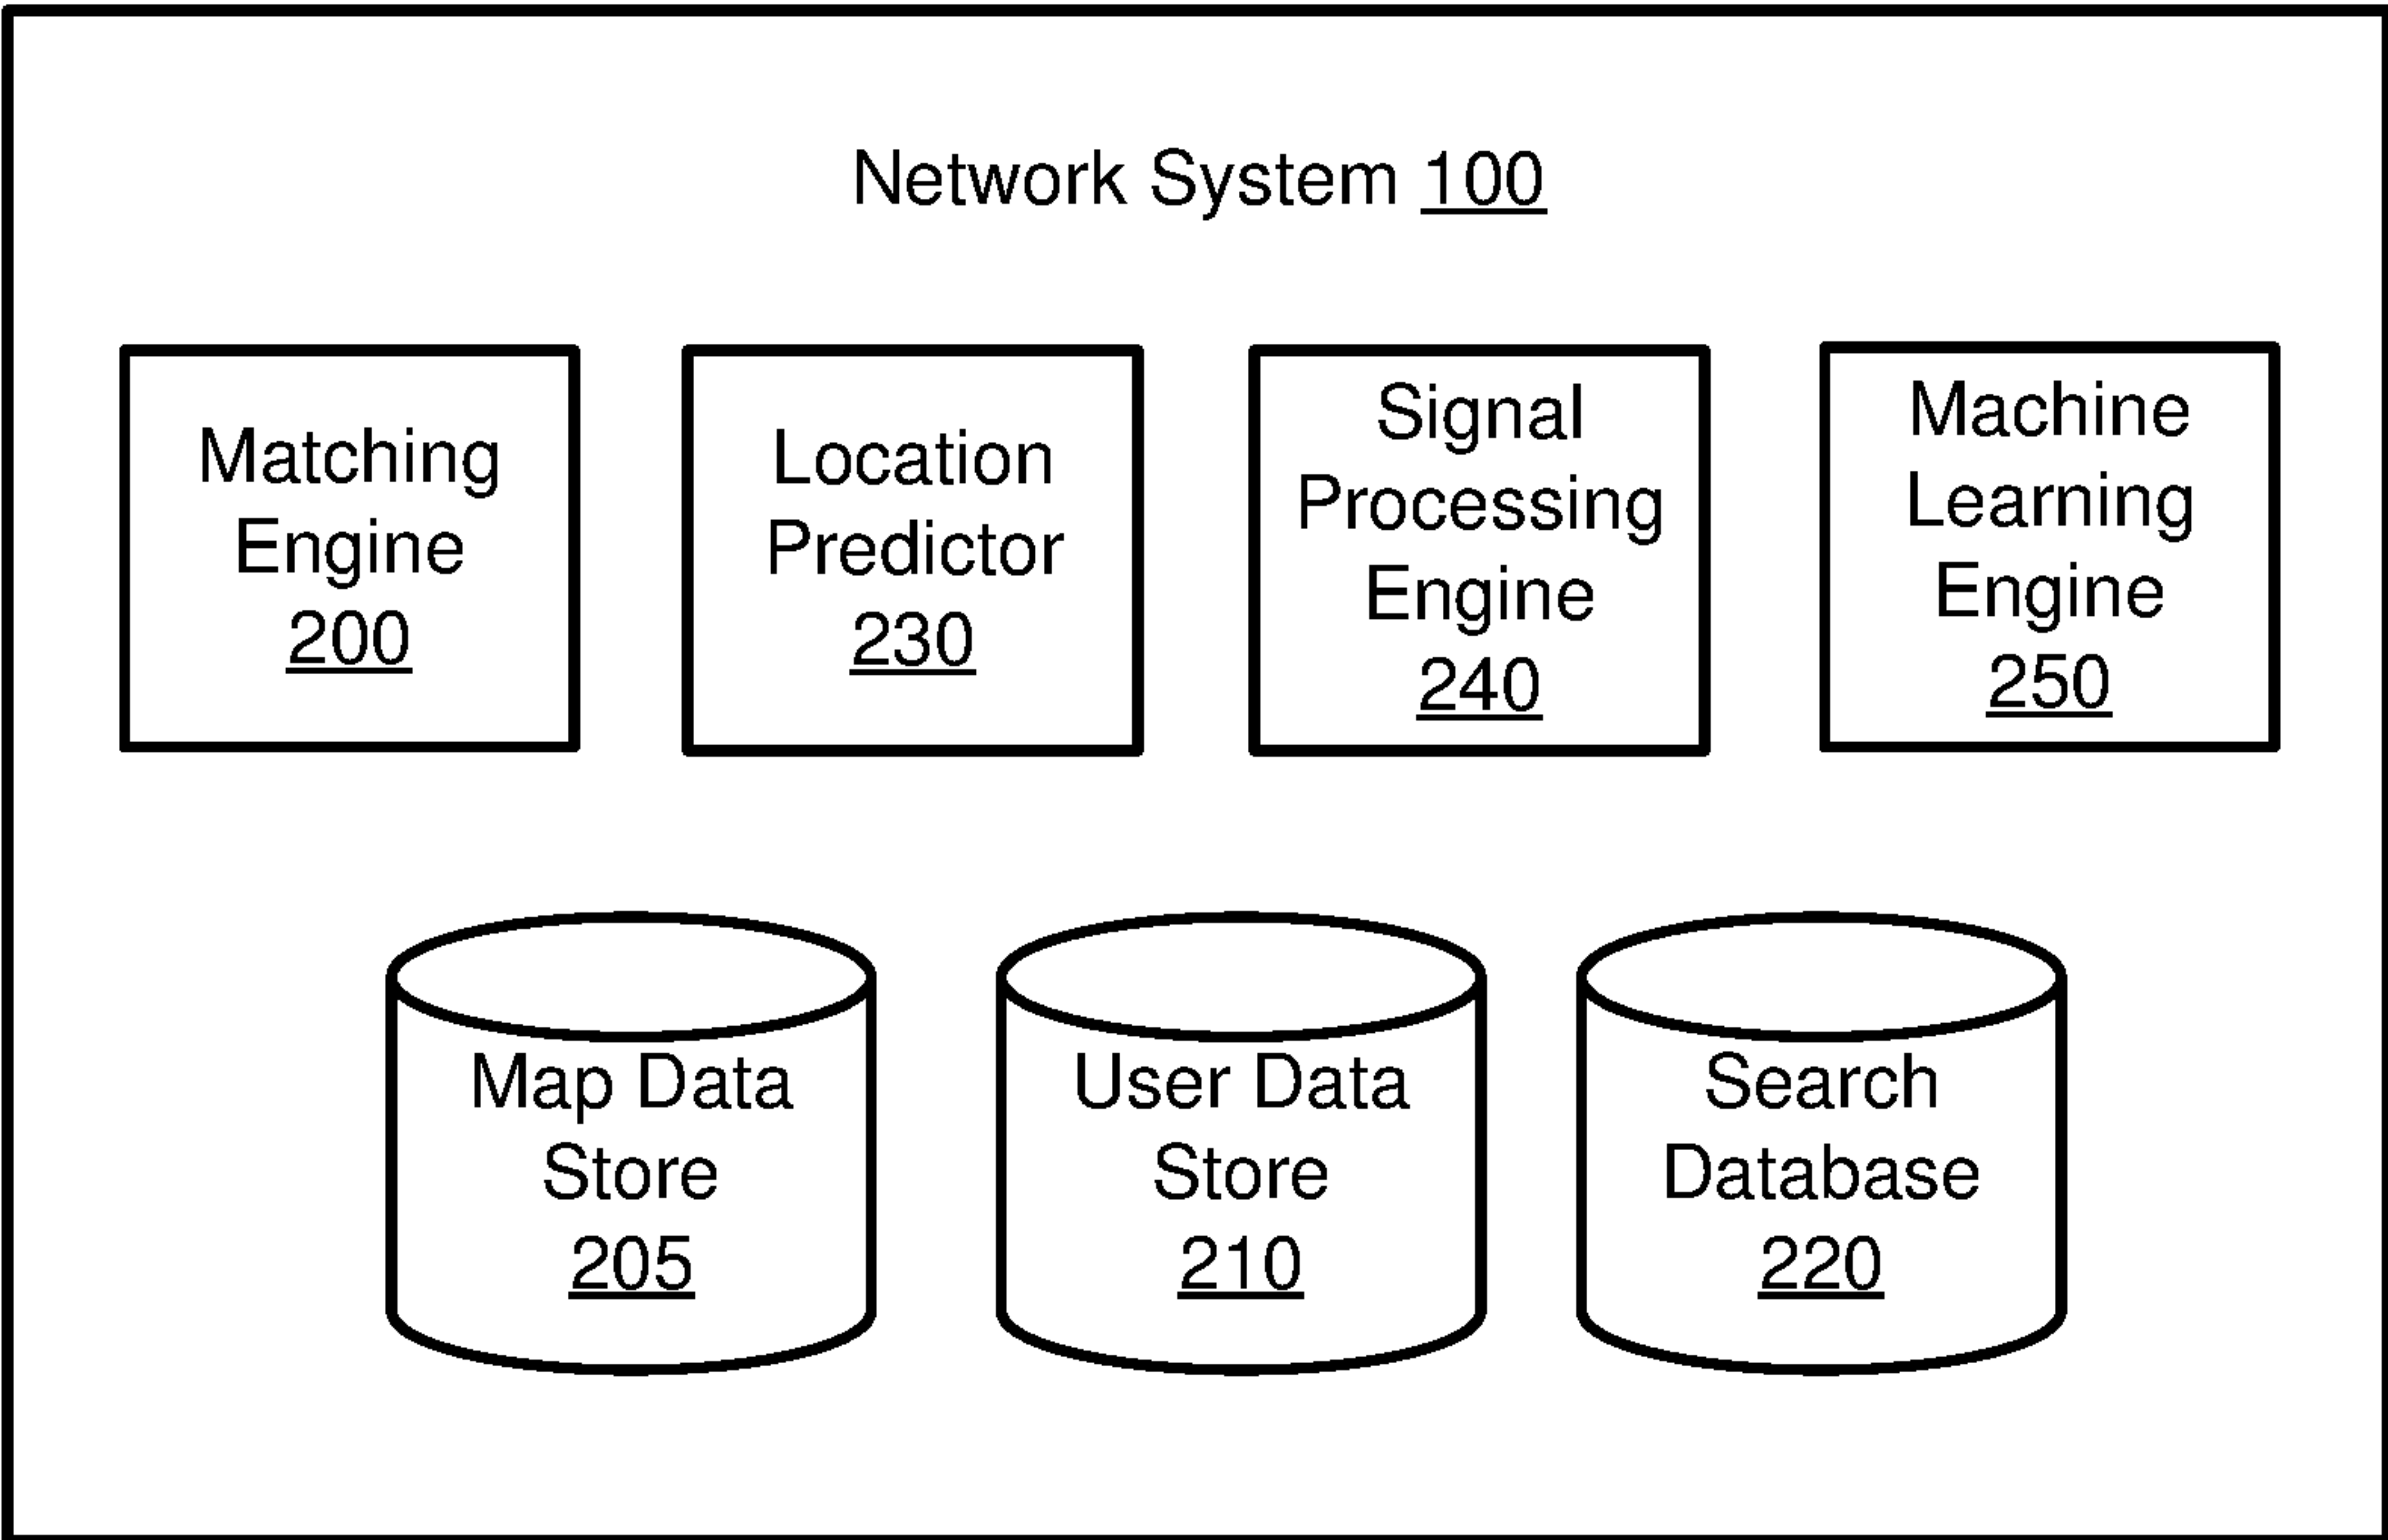 Network System 100
Matching
Engine
200
Location
Predictor
230
Signal
Processing
Engine
240
Machine
Learning
Engine
250
Map Data
Store
205
User Data
Store
210
Search
Database
220